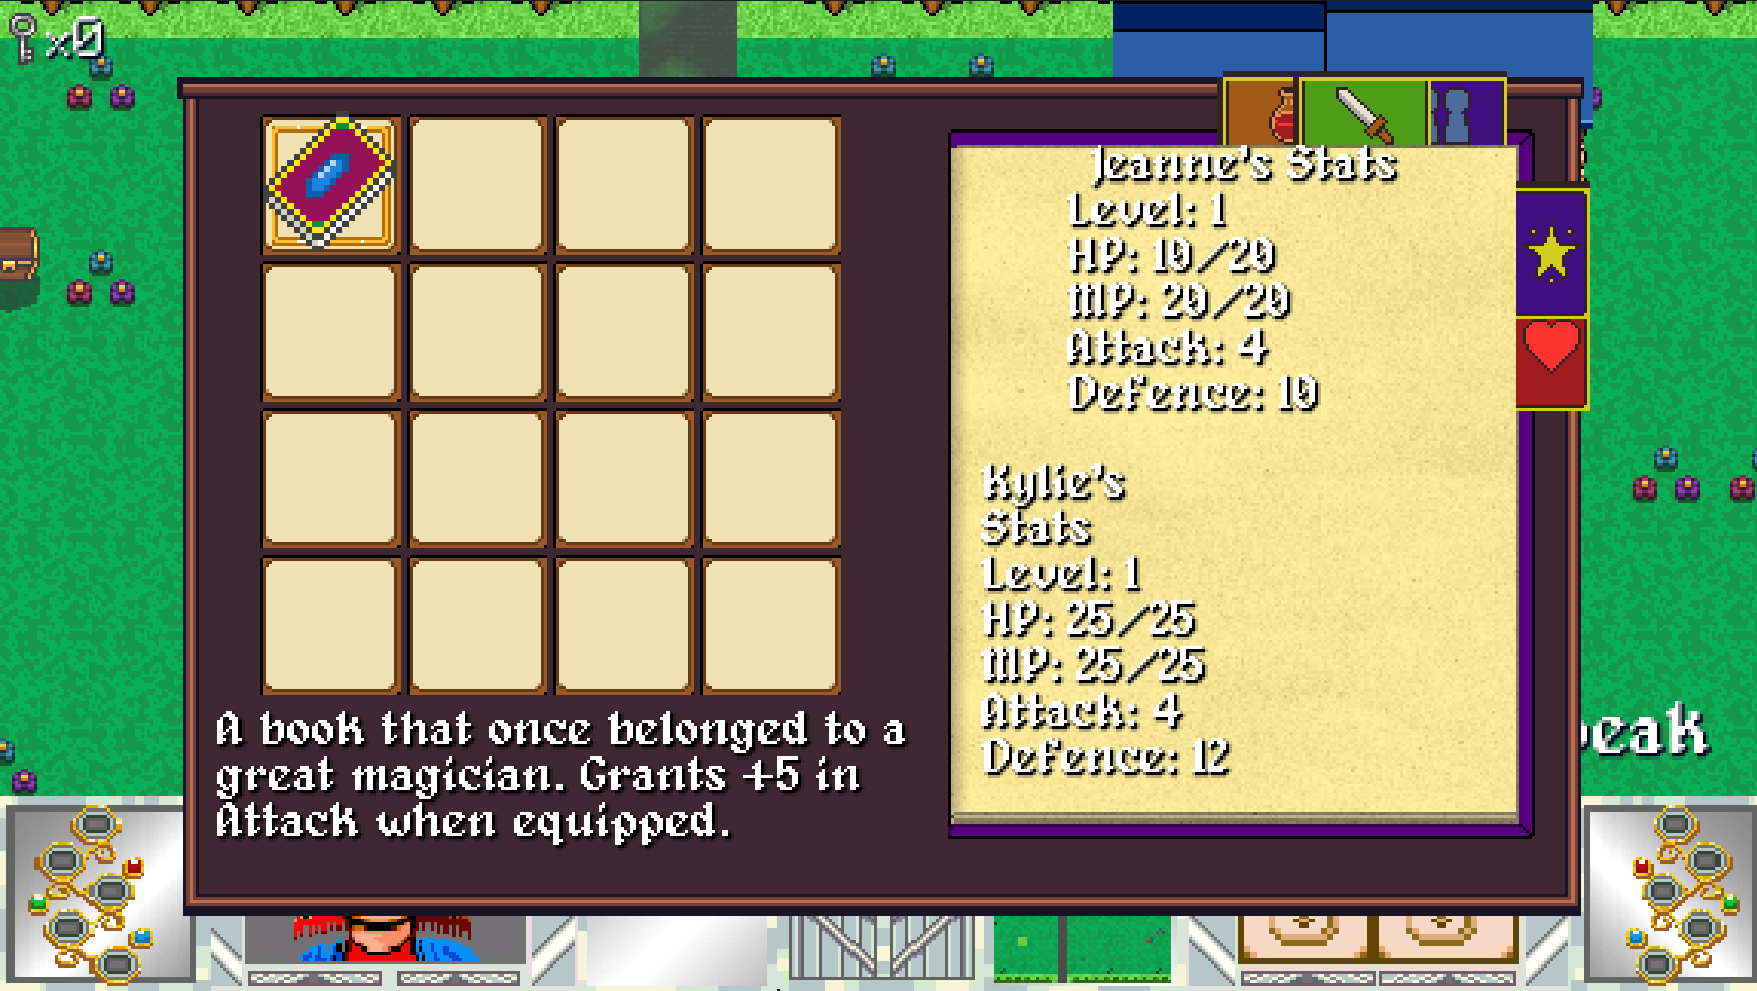 x0
Jeanne's Stats
Level: 1
HP: 10/20
MP: 20/20
Attack: 4
Defence: 10
Kylie's
Stats
Level: 1
HP: 25/25
MP: 25/25
Attack: 4
Defence: 12
A book that once belonged to a
great magician. Grants +5 in
Attack when equipped.